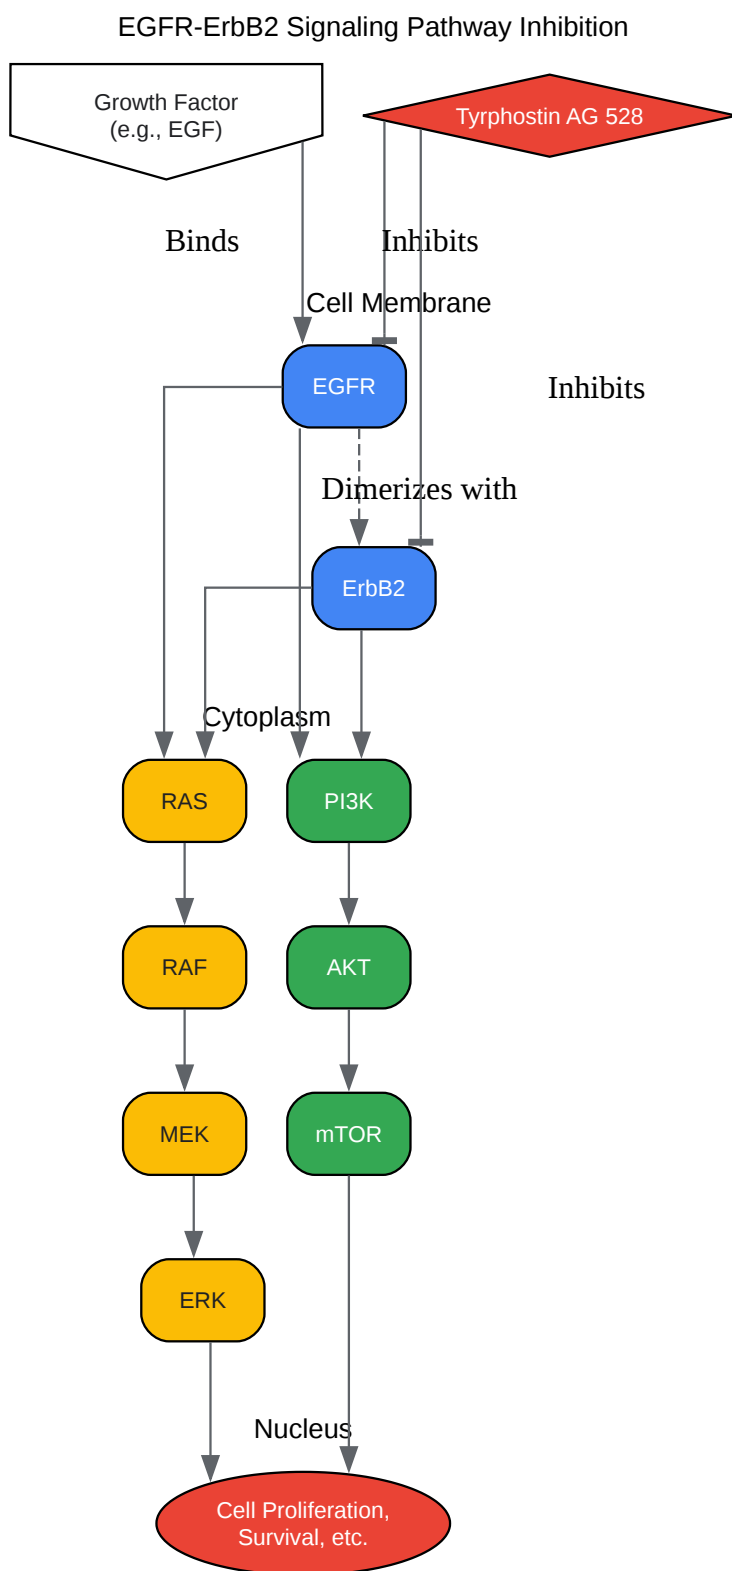 EGFR-ErbB2 Signaling Pathway Inhibition
Growth Factor
(e.g., EGF)
Tyrphostin AG 528
Binds
Inhibits
Cell Membrane
EGFR
Inhibits
Dimerizes with
ErbB2
Cytoplasm
RAS
PI3K
RAF
AKT
MEK
mTOR
ERK
Nucleus
Cell Proliferation,
Survival, etc.